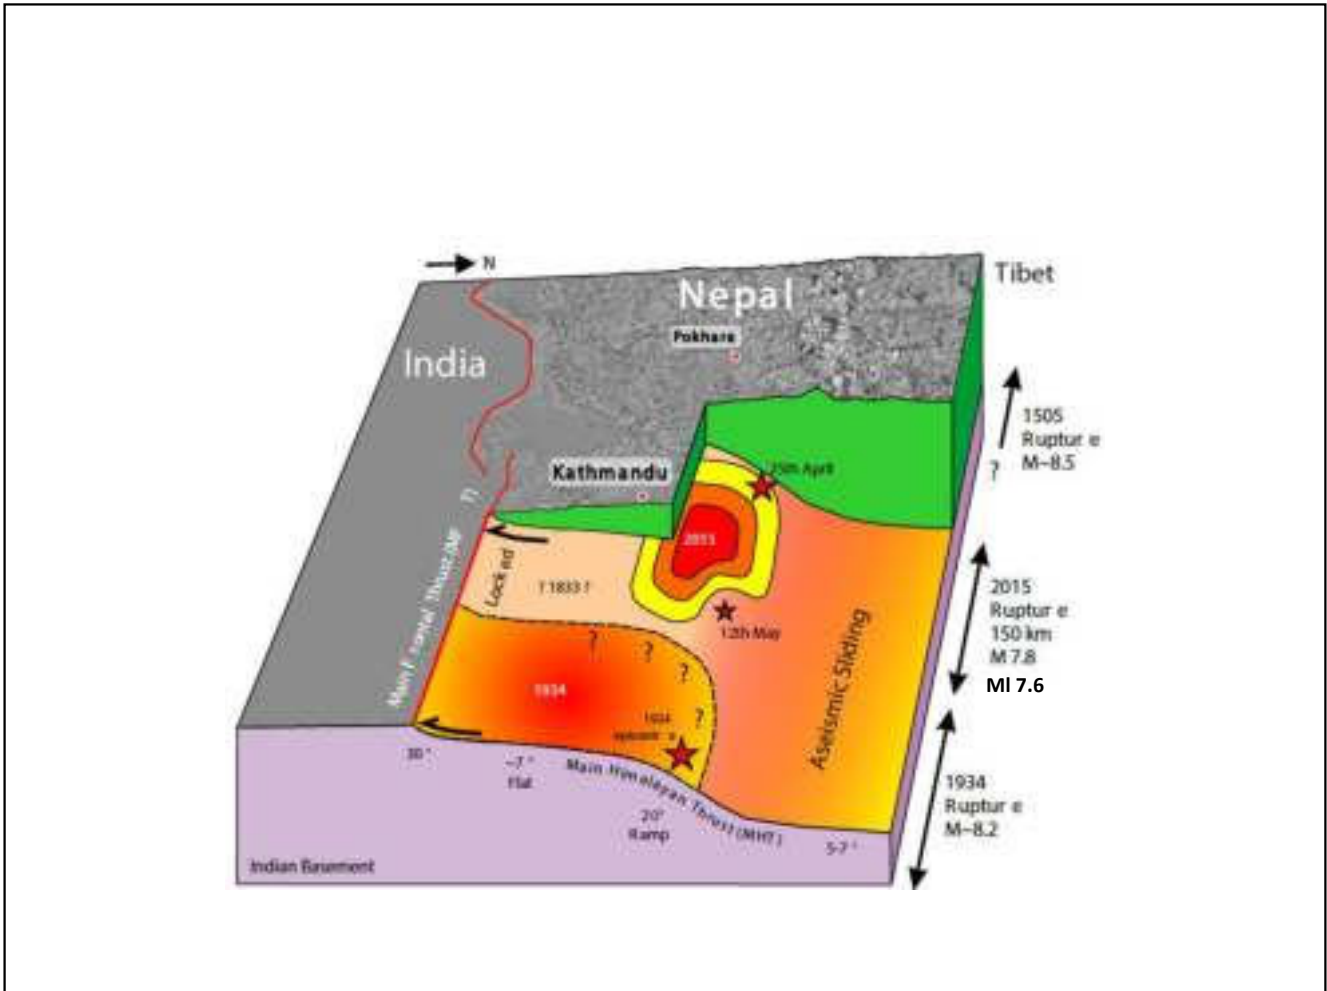 N
Tibet
Nepal
Pokhara
India
1505
Ruptur e
M~8.5
?
Kathmandu
25th April
?)
2015
Main Frontal Thrust (MF
Locked
? 1833 ?
2015
Ruptur e
150 km
M 7.8
Ml 7.6
12th May
?
?
?
?
Aseismic Sliding
1934
1934
30 °
~7 °
Flat
Main Himalayan Thrust (MHT)
20°
Ramp
5-7 °
1934
Ruptur e
M~8.2
Indian Basement